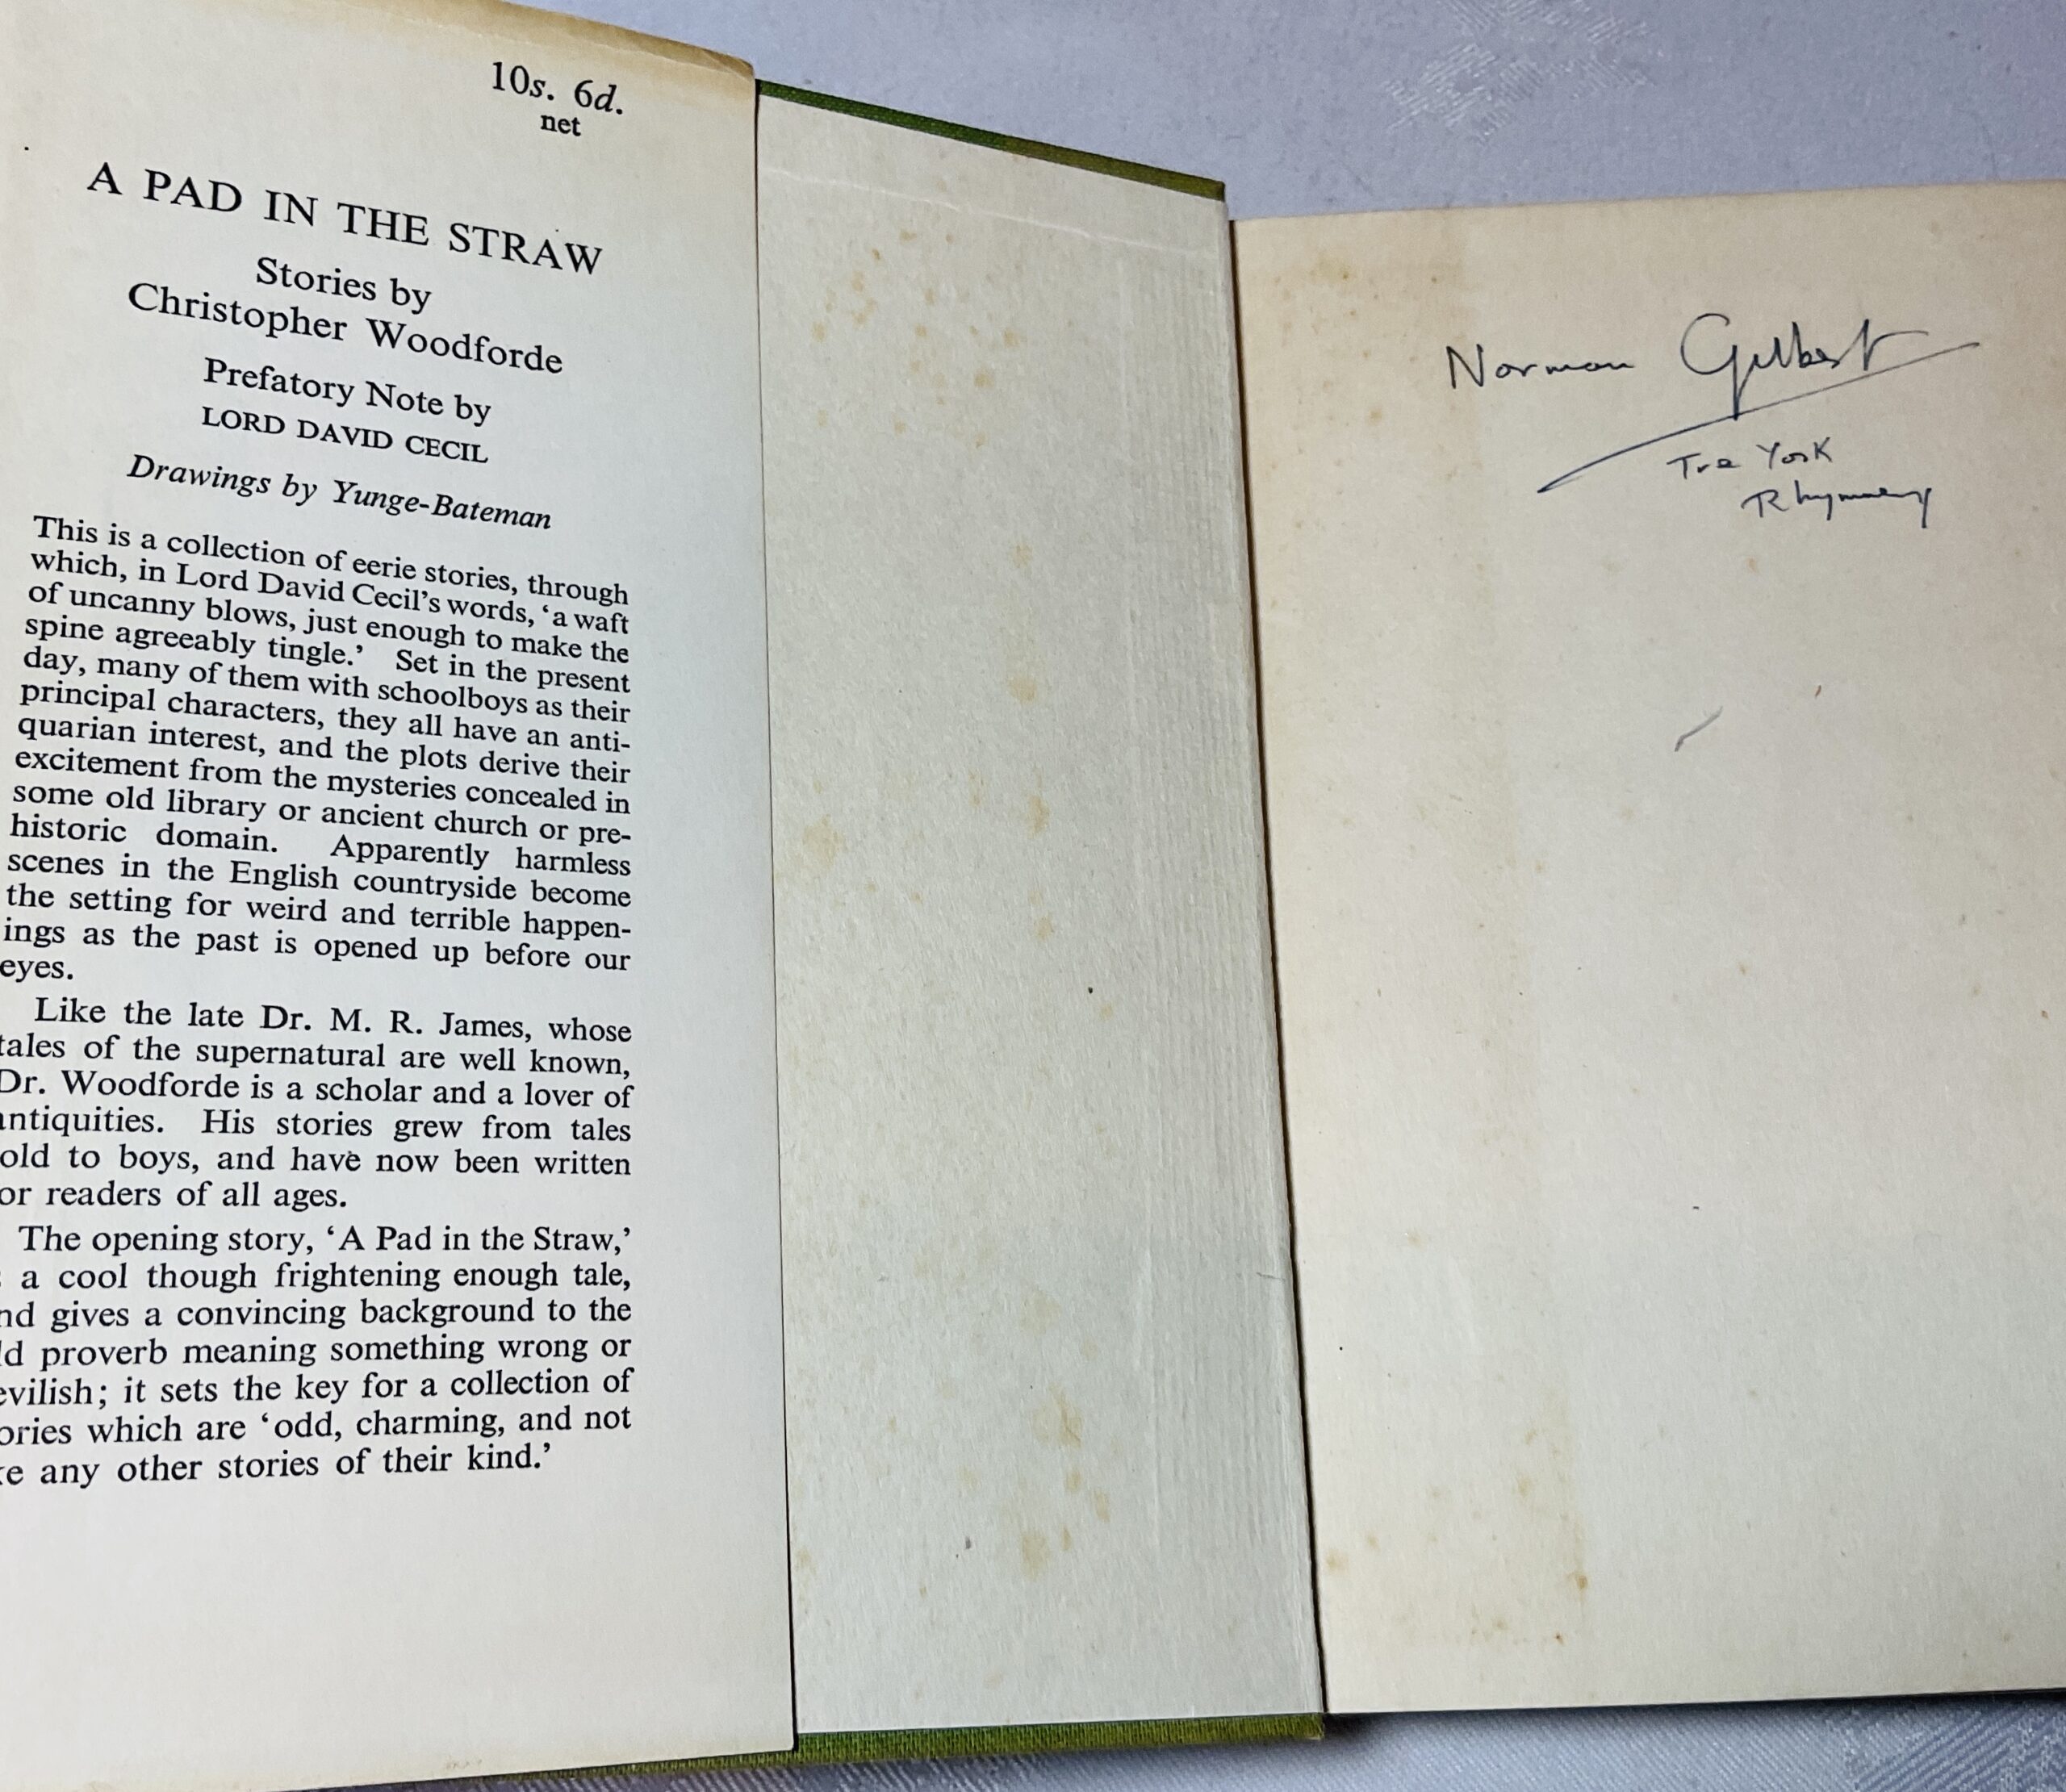 10s. 6d.
net
A PAD IN THE STRAW
Stories by
Christopher Woodforde
Prefatory Note by
LORD DAVID CECIL
Drawings by Yunge-Bateman
This is a collection of eerie stories, through
which, in Lord David Cecil's words, ‘a waft
of uncanny blows, just enough to make the
spine agreeably tingle.’ Set in the present
day, many of them with schoolboys as their
principal characters, they all have an anti-
quarian interest, and the plots derive their
excitement from the mysteries concealed in
some old library or ancient church or pre-
historic domain. Apparently harmless
scenes in the English countryside become
the setting for weird and terrible happen-
ings as the past is opened up before our
eyes.
Like the late Dr. M. R. James, whose
tales of the supernatural are well known,
Dr. Woodforde is a scholar and a lover of
antiquities. His stories grew from tales
old to boys, and have now been written
or readers of all ages.
The opening story, ‘A Pad in the Straw,’
a cool though frightening enough tale,
nd gives a convincing background to the
ld proverb meaning something wrong or
evilish; it sets the key for a collection of
ories which are ‘odd, charming, and not
ke any other stories of their kind.’
Norman Gilbert
Tre York
Rhymney